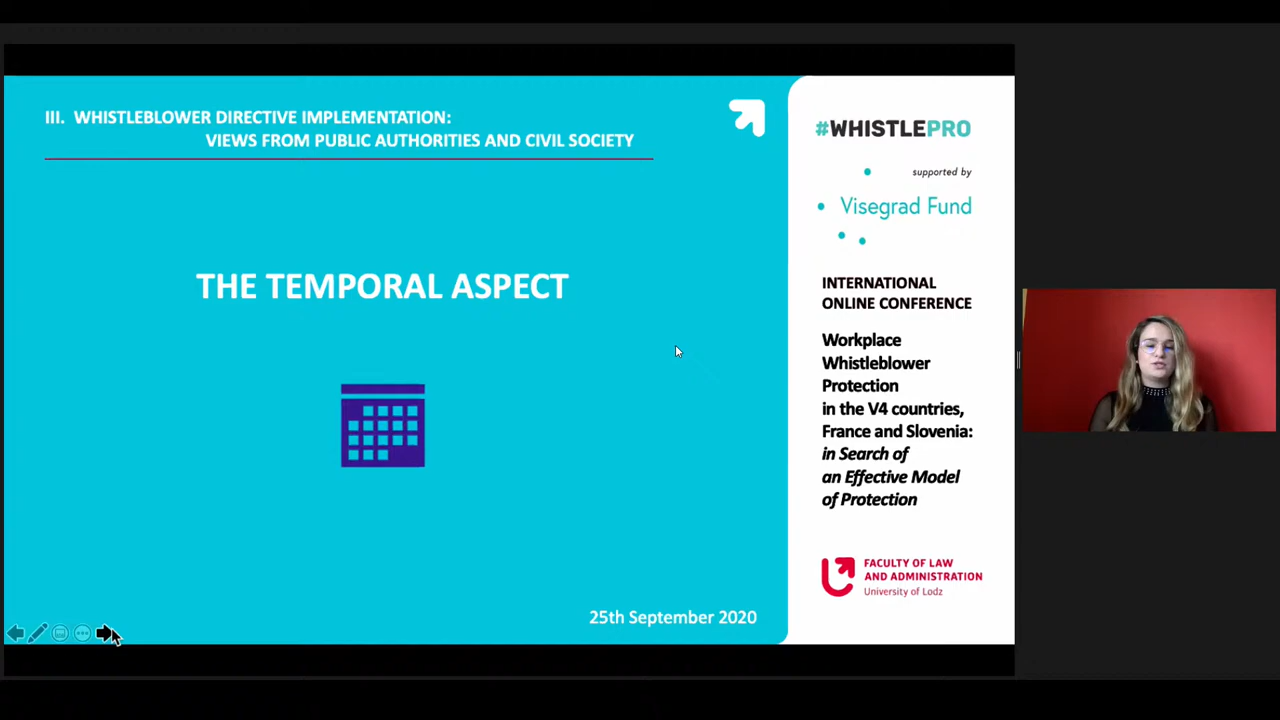 III. WHISTLEBLOWER DIRECTIVE IMPLEMENTATION:
VIEWS FROM PUBLIC AUTHORITIES AND CIVIL SOCIETY
THE TEMPORAL ASPECT
25th September 2020
#WHISTLEPRO
supported by
Visegrad Fund
INTERNATIONAL
ONLINE CONFERENCE
Workplace
Whistleblower
Protection
in the V4 countries,
France and Slovenia:
in Search of
an Effective Model
of Protection
FACULTY OF LAW
AND ADMINISTRATION
University of Lodz